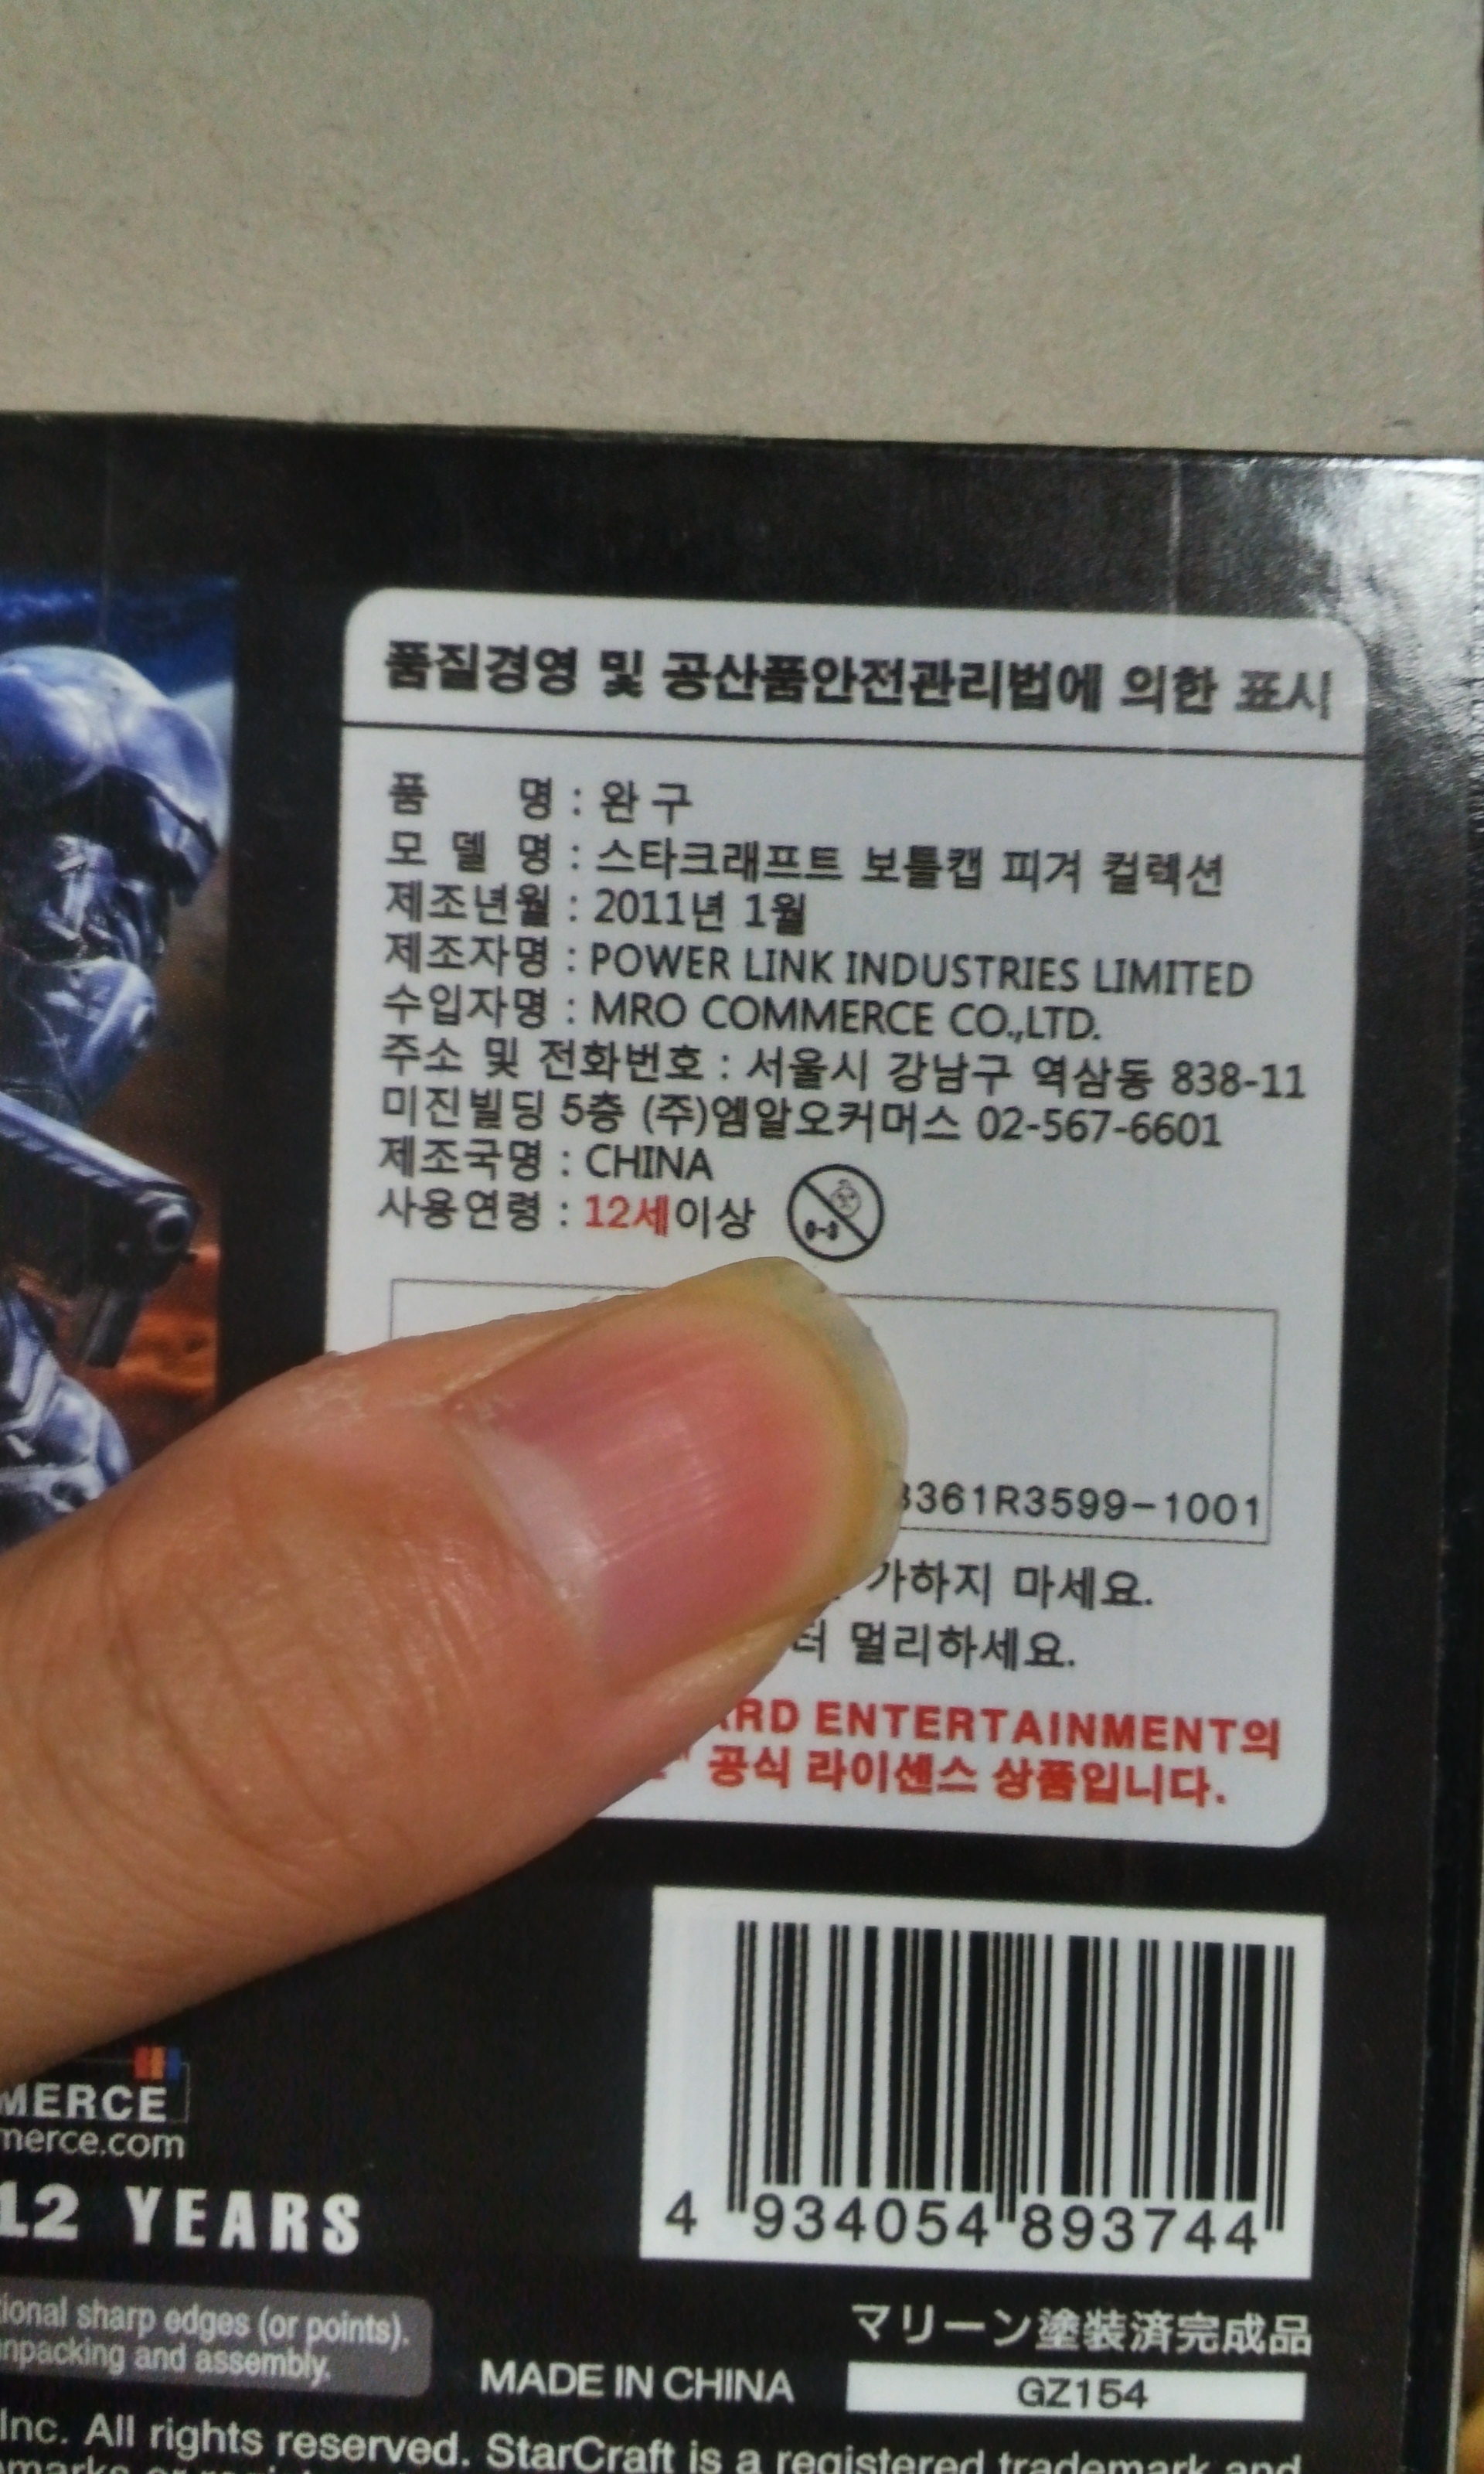 품질경영 및 공산품안전관리법에 의한 표시
품 명 : 완 구
모 델 명 : 스타크래프트 보틀캡 피겨 컬렉션
제조년월 : 2011년 1월
제조자명 : POWER LINK INDUSTRIES LIMITED
수입자명 : MRO COMMERCE CO.,LTD.
주소 및 전화번호 : 서울시 강남구 역삼동 838-11
미진빌딩 5층 (주)엠알오커머스 02-567-6601
제조국명 : CHINA
사용연령 : 12세이상
0-3
3361R3599-1001
가하지 마세요.
터 멀리하세요.
ARD ENTERTAINMENT의
공식 라이센스 상품입니다.
4 934054 893744
MERCE
merce.com
12 YEARS
tional sharp edges (or points).
unpacking and assembly.
マリーン塗装済完成品
MADE IN CHINA
GZ154
Inc. All rights reserved. StarCraft is a registered trademark and